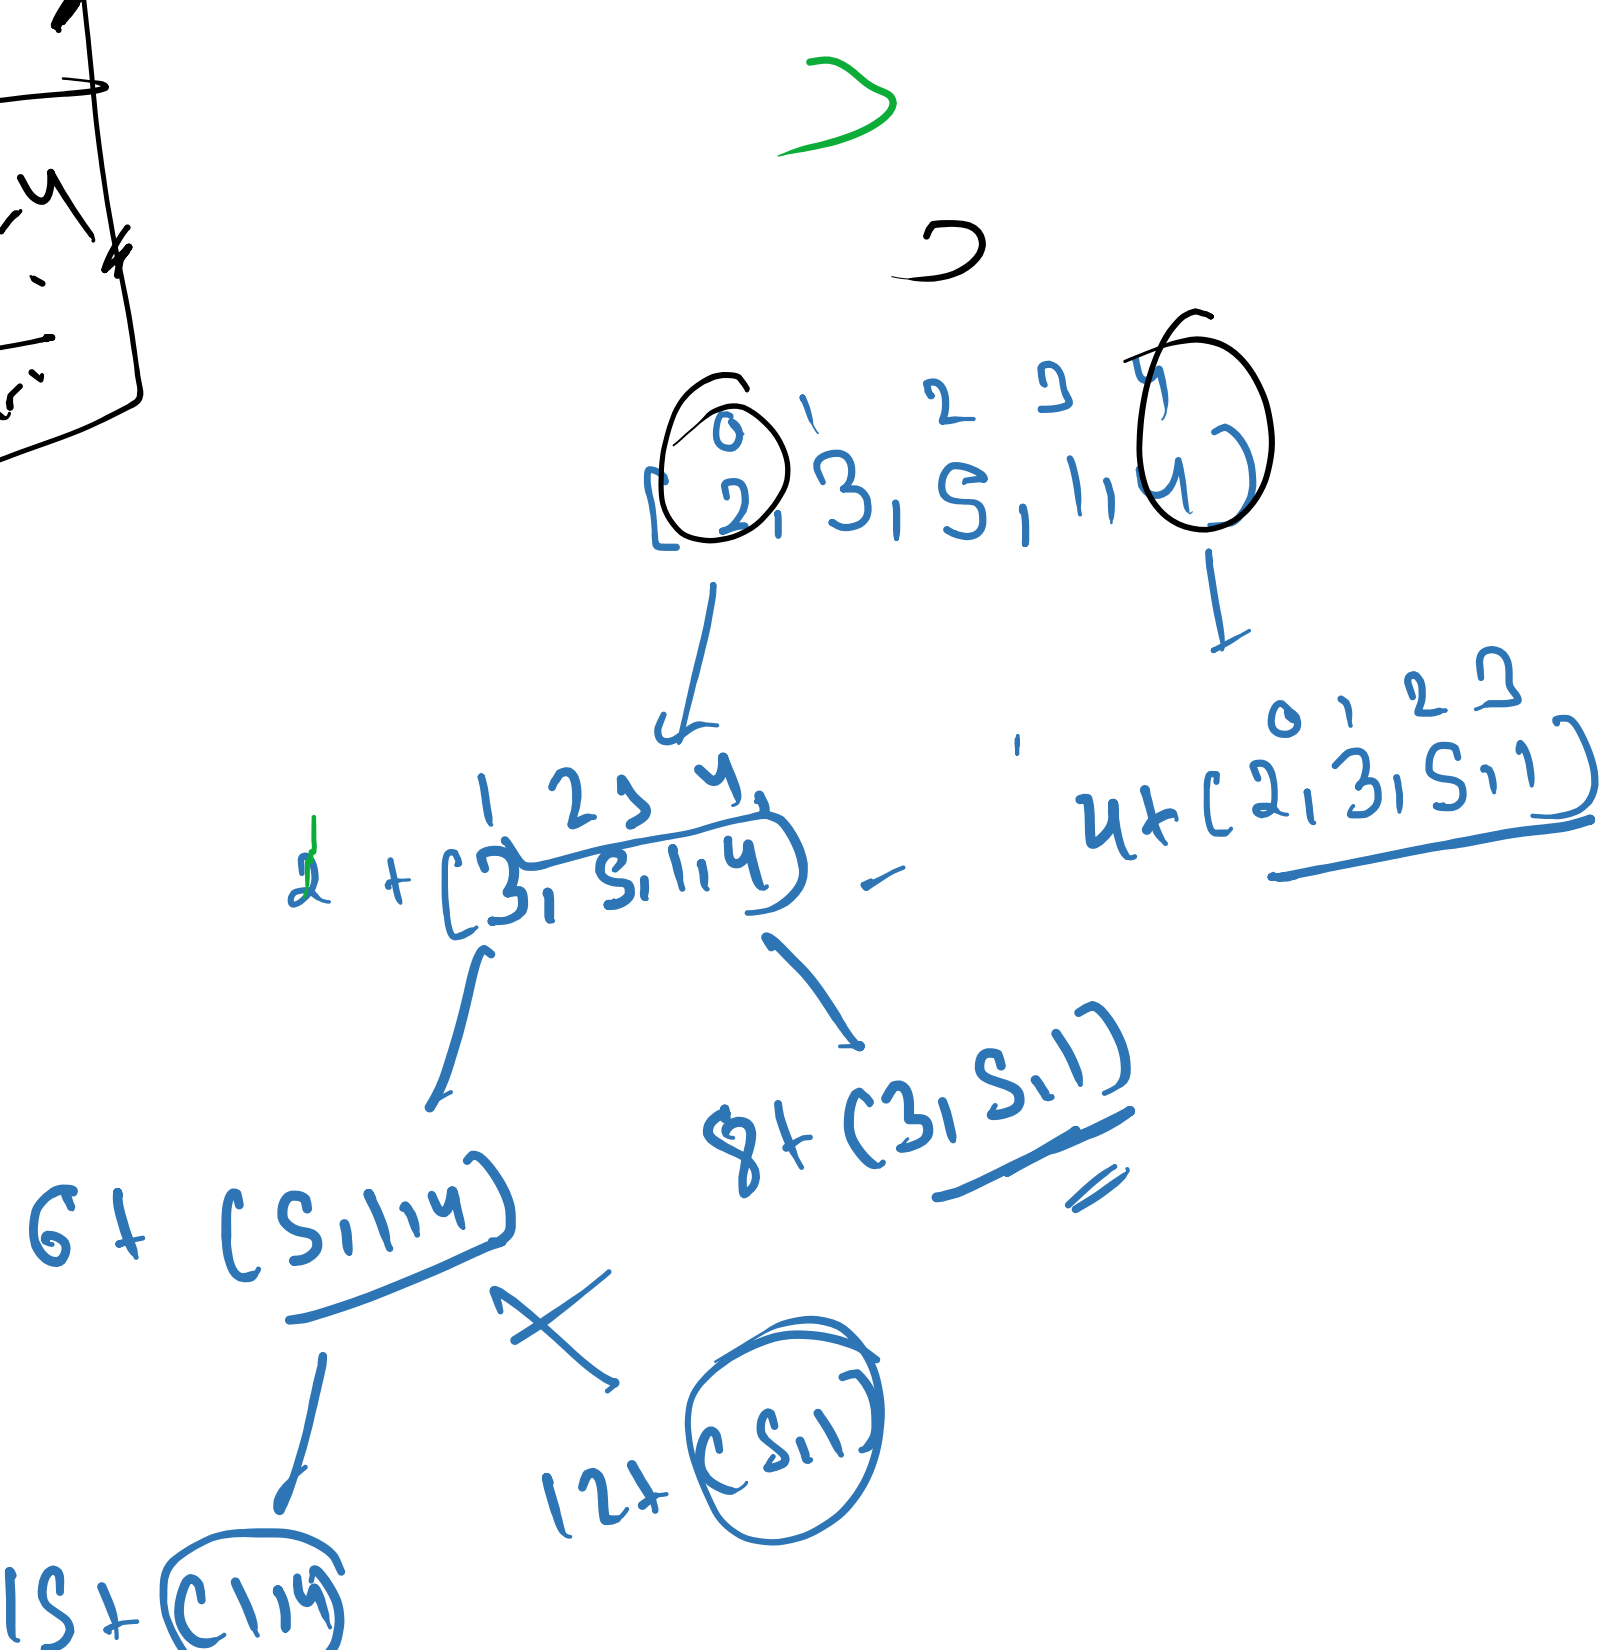 4
0 1 2 3 4
[2, 3, 5, 1, 4]
0 1 2 3
4 + [2, 3, 5, 1]
1 2 3 4
2 + [3, 5, 1, 4]
8 + (3, 5, 1)
6 + (5, 1, 4)
12 + (5, 1)
15 + (1, 4)